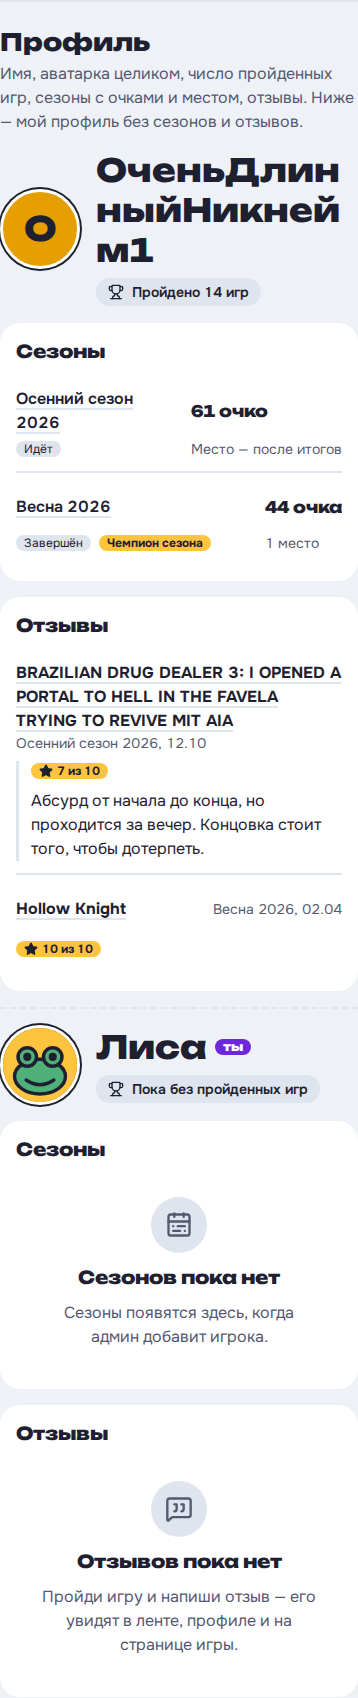 Профиль
Имя, аватарка целиком, число пройденных
игр, сезоны с очками и местом, отзывы. Ниже
— мой профиль без сезонов и отзывов.
О
ОченьДлин
ныйНикней
м1
Пройдено 14 игр
Сезоны
Осенний сезон
2026
61 очко
Идёт
Место — после итогов
Весна 2026
44 очка
Завершён
Чемпион сезона
1 место
Отзывы
BRAZILIAN DRUG DEALER 3: I OPENED A
PORTAL TO HELL IN THE FAVELA
TRYING TO REVIVE MIT AIA
Осенний сезон 2026, 12.10
7 из 10
Абсурд от начала до конца, но
проходится за вечер. Концовка стоит
того, чтобы дотерпеть.
Hollow Knight
Весна 2026, 02.04
10 из 10
Лиса ты
Пока без пройденных игр
Сезоны
Сезонов пока нет
Сезоны появятся здесь, когда
админ добавит игрока.
Отзывы
Отзывов пока нет
Пройди игру и напиши отзыв — его
увидят в ленте, профиле и на
странице игры.